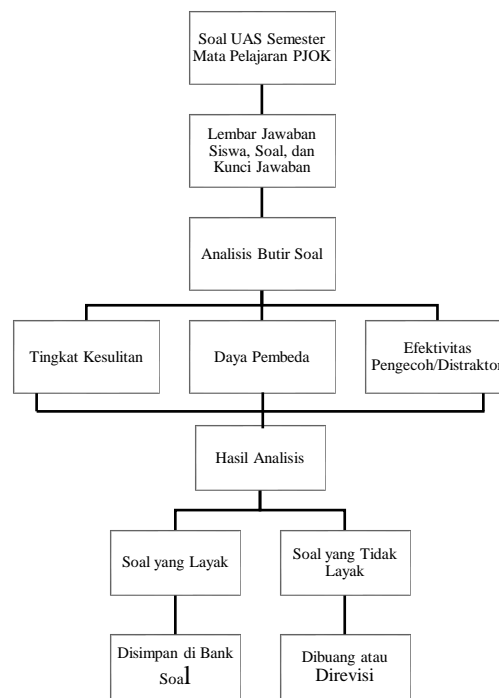 Soal UAS Semester
Mata Pelajaran PJOK
Lembar Jawaban
Siswa, Soal, dan
Kunci Jawaban
Analisis Butir Soal
Tingkat Kesulitan
Daya Pembeda
Efektivitas
Pengecoh/Distraktor
Hasil Analisis
Soal yang Layak
Soal yang Tidak
Layak
Disimpan di Bank
Soal
Dibuang atau
Direvisi